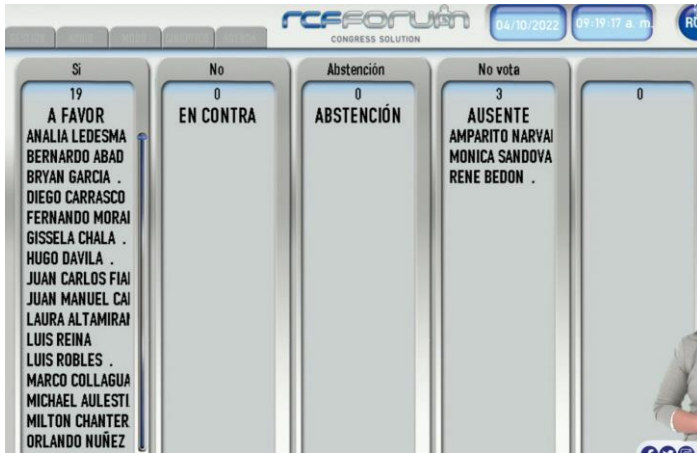 RCF FORUM
CONGRESS SOLUTION
04/10/2022
09:19:17 a. m.
Si
19
A FAVOR
ANALIA LEDESMA
BERNARDO ABAD
BRYAN GARCIA .
DIEGO CARRASCO
FERNANDO MORAI
GISSELA CHALA .
HUGO DAVILA .
JUAN CARLOS FIAI
JUAN MANUEL CAI
LAURA ALTAMIRAI
LUIS REINA
LUIS ROBLES .
MARCO COLLAGUA
MICHAEL AULESTI
MILTON CHANTER
ORLANDO NUÑEZ
No
0
EN CONTRA
Abstención
0
ABSTENCIÓN
No vota
3
AUSENTE
AMPARITO NARVAI
MONICA SANDOVA
RENE BEDON .
0